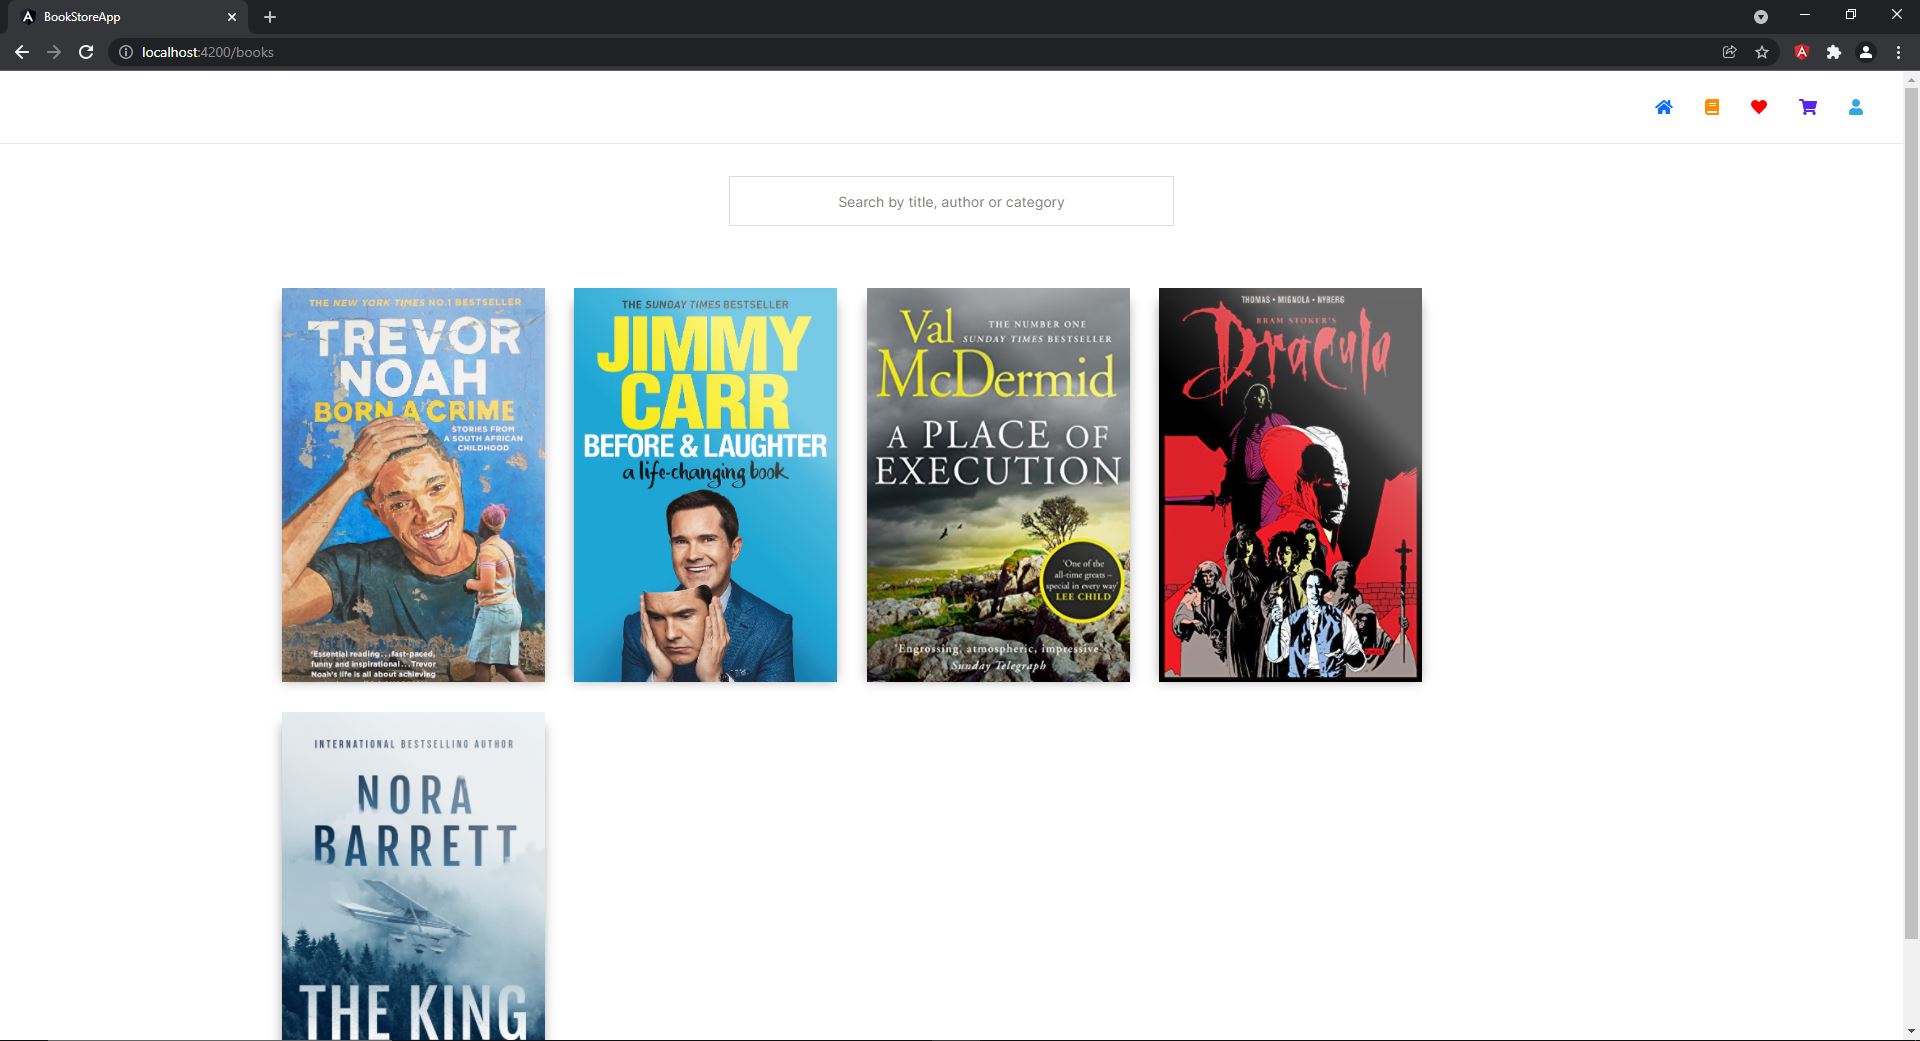 BookStoreApp
localhost:4200/books
Search by title, author or category
THE NEW YORK TIMES NO.1 BESTSELLER
TREVOR
NOAH
BORN A CRIME
STORIES FROM
A SOUTH AFRICAN
CHILDHOOD
'Essential reading...fast-paced,
funny and inspirational...Trevor
Noah's life is all about achieving
THE SUNDAY TIMES BESTSELLER
JIMMY
CARR
BEFORE & LAUGHTER
a life-changing book
Val
McDermid
THE NUMBER ONE
SUNDAY TIMES BESTSELLER
A PLACE OF
EXECUTION
'One of the
all-time greats –
special in every way'
LEE CHILD
'Engrossing, atmospheric, impressive'
Sunday Telegraph
THOMAS • MIGNOLA • NYBERG
BRAM STOKER'S
Dracula
INTERNATIONAL BESTSELLING AUTHOR
NORA
BARRETT
THE KING